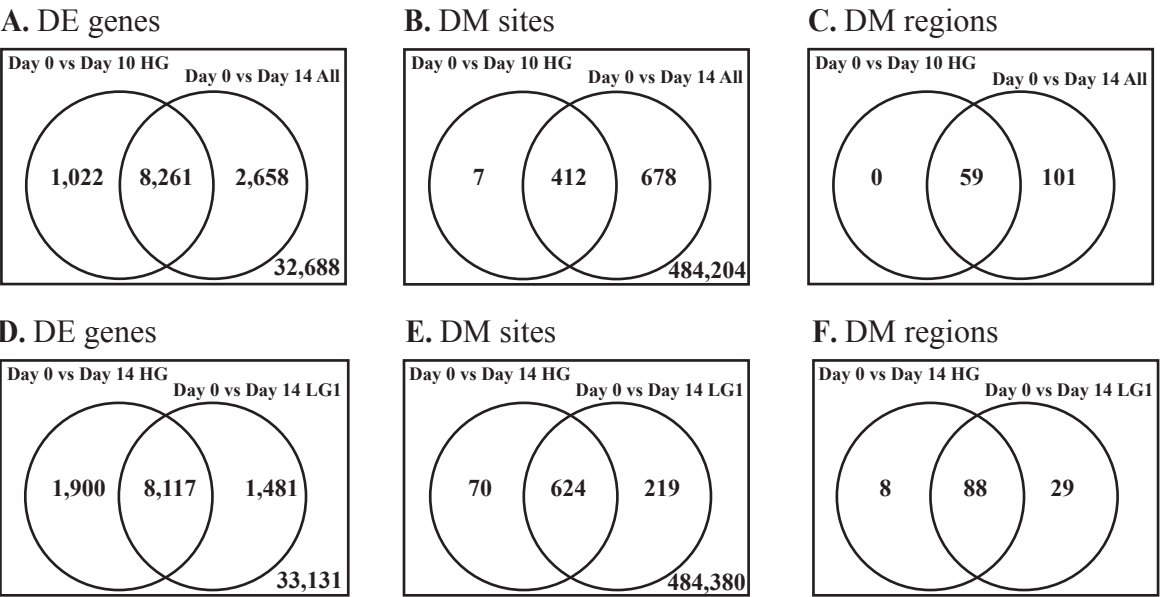 A. DE genes
Day 0 vs Day 10 HG
Day 0 vs Day 14 All
1,022 8,261 2,658
32,688
B. DM sites
Day 0 vs Day 10 HG
Day 0 vs Day 14 All
7 412 678
484,204
C. DM regions
Day 0 vs Day 10 HG
Day 0 vs Day 14 All
0 59 101
D. DE genes
Day 0 vs Day 14 HG
Day 0 vs Day 14 LG1
1,900 8,117 1,481
33,131
E. DM sites
Day 0 vs Day 14 HG
Day 0 vs Day 14 LG1
70 624 219
484,380
F. DM regions
Day 0 vs Day 14 HG
Day 0 vs Day 14 LG1
8 88 29